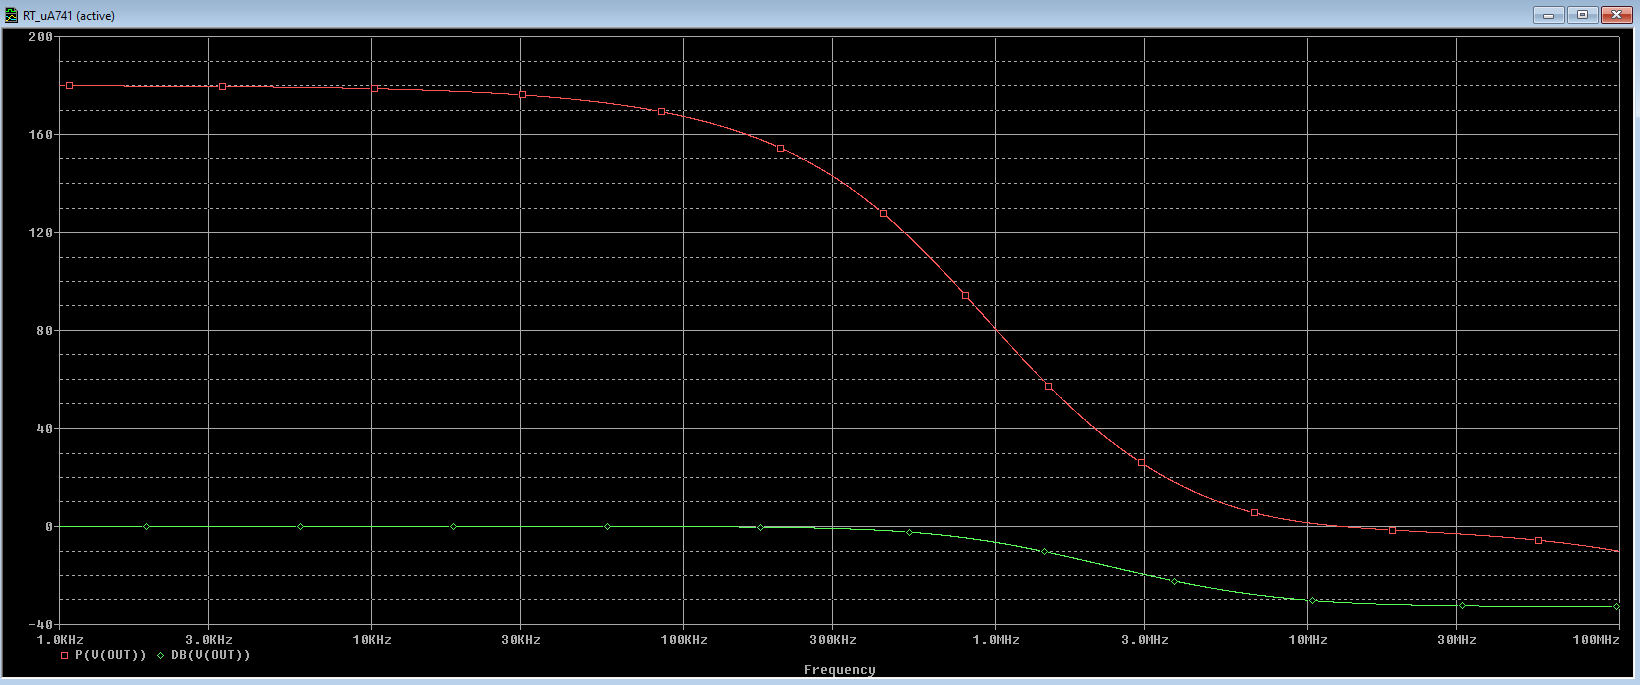 RT_uA741 (active)
200
160
120
80
40
0
-40
1.0KHz 3.0KHz 10KHz 30KHz 100KHz 300KHz 1.0MHz 3.0MHz 10MHz 30MHz 100MHz
P(V(OUT)) DB(V(OUT))
Frequency